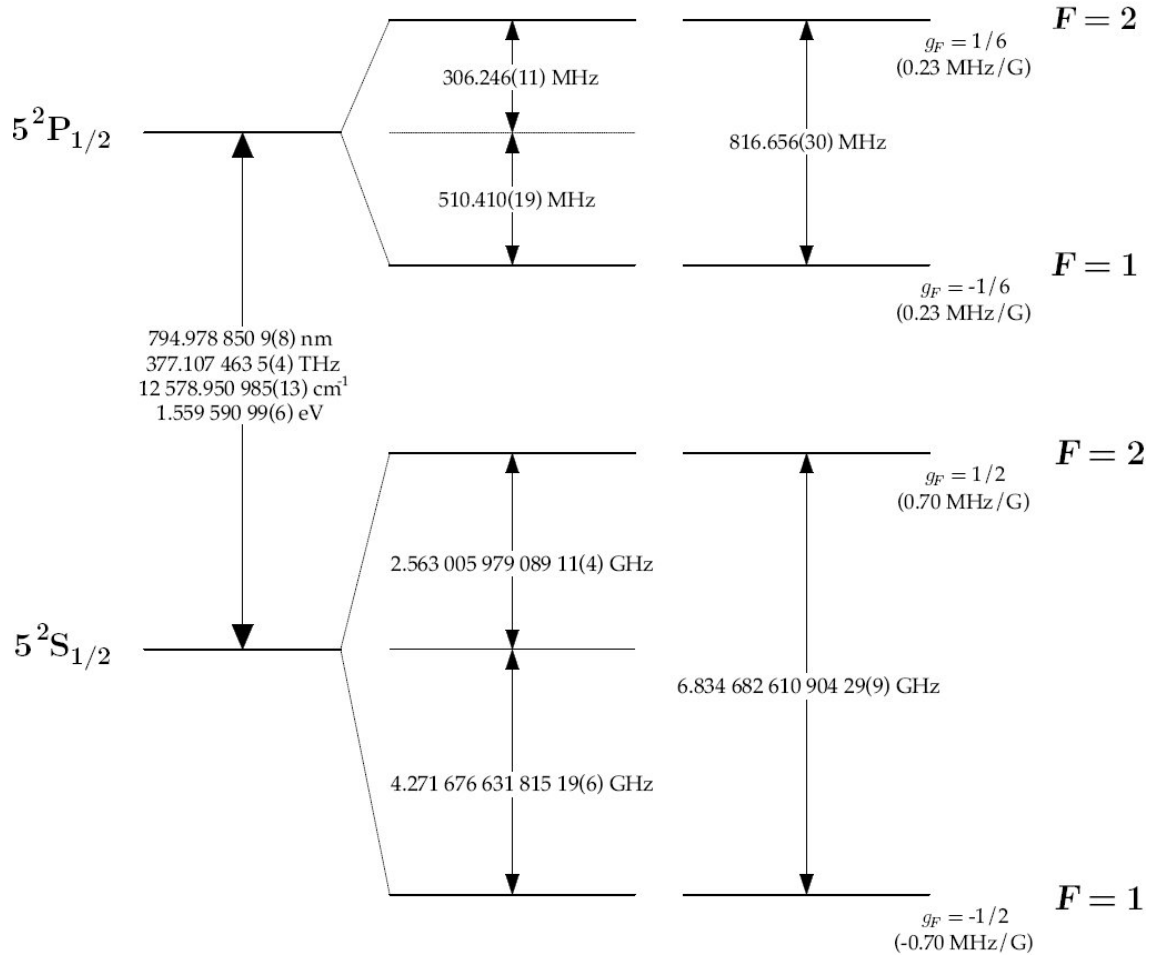 F = 2
g_F = 1/6
(0.23 MHz/G)
306.246(11) MHz
5 ²P₁/₂
816.656(30) MHz
510.410(19) MHz
F = 1
g_F = -1/6
(0.23 MHz/G)
794.978 850 9(8) nm
377.107 463 5(4) THz
12 578.950 985(13) cm⁻¹
1.559 590 99(6) eV
F = 2
g_F = 1/2
(0.70 MHz/G)
2.563 005 979 089 11(4) GHz
5 ²S₁/₂
6.834 682 610 904 29(9) GHz
4.271 676 631 815 19(6) GHz
F = 1
g_F = -1/2
(-0.70 MHz/G)